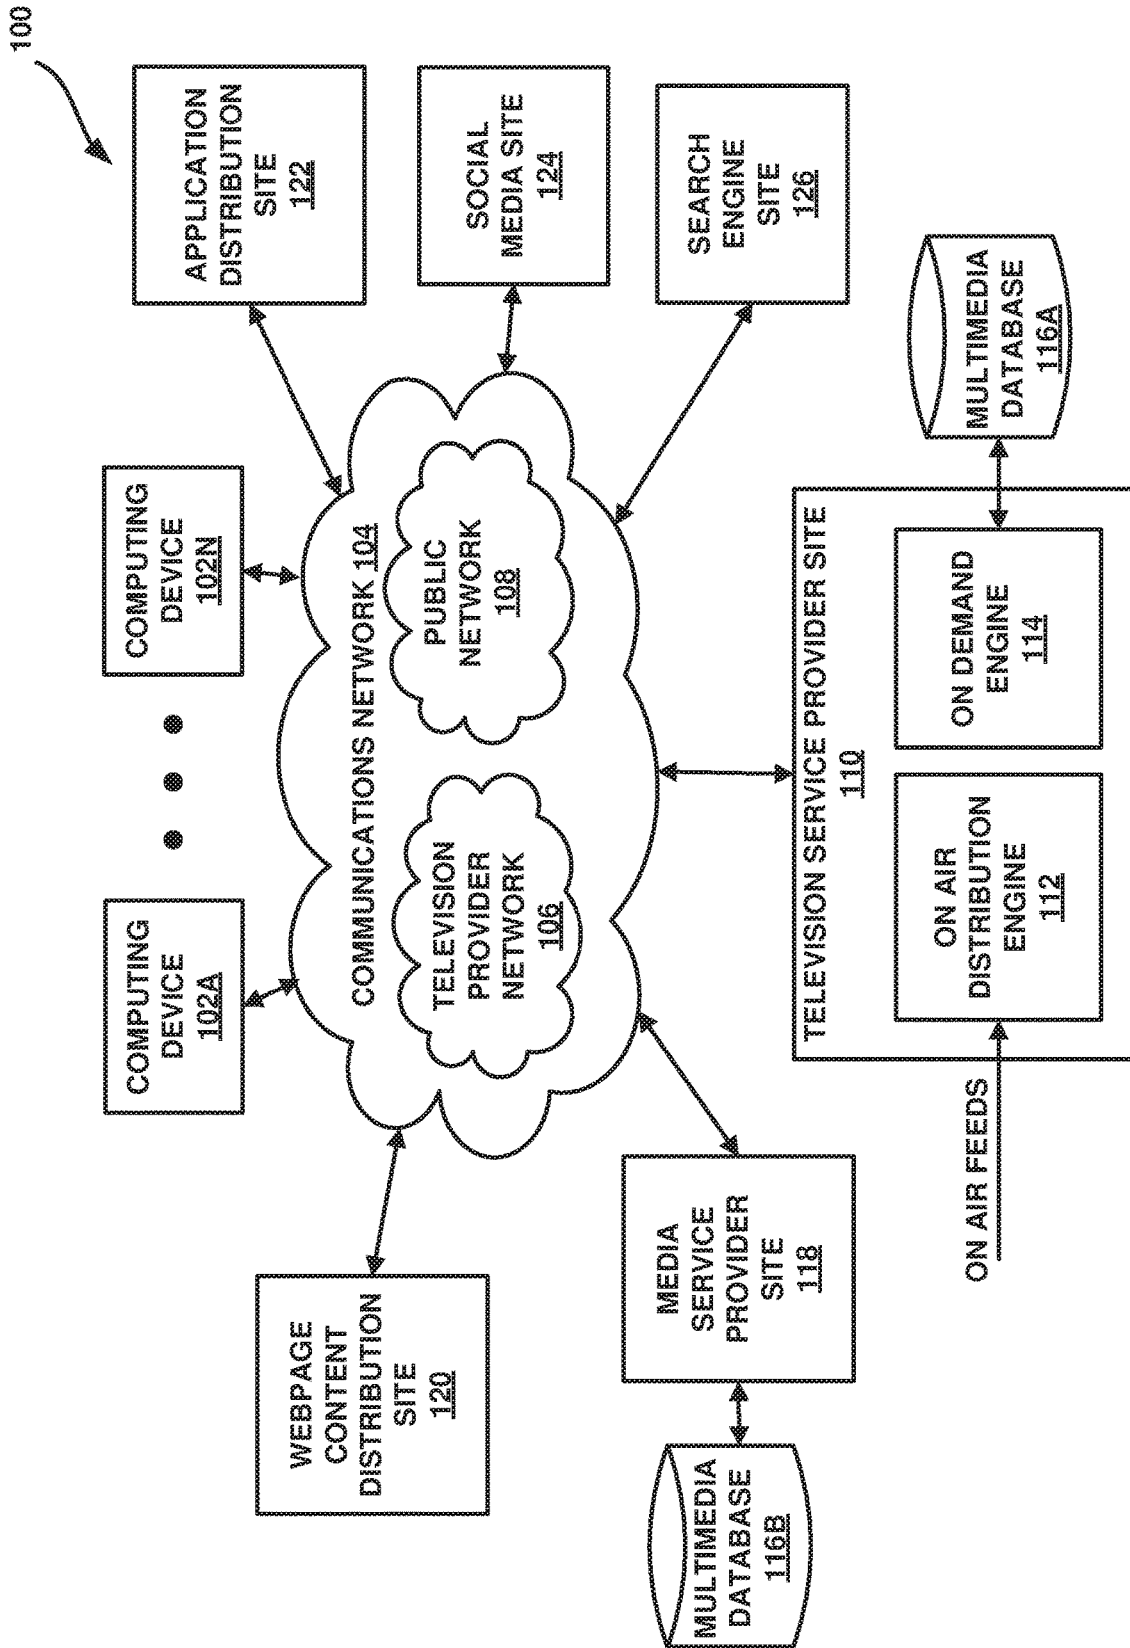 100
COMPUTING
DEVICE
102A
COMPUTING
DEVICE
102N
APPLICATION
DISTRIBUTION
SITE
122
WEBPAGE
CONTENT
DISTRIBUTION
SITE
120
COMMUNICATIONS NETWORK 104
TELEVISION
PROVIDER
NETWORK
106
PUBLIC
NETWORK
108
SOCIAL
MEDIA SITE
124
MULTIMEDIA
DATABASE
116B
MEDIA
SERVICE
PROVIDER
SITE
118
SEARCH
ENGINE
SITE
126
TELEVISION SERVICE PROVIDER SITE
110
ON AIR FEEDS
ON AIR
DISTRIBUTION
ENGINE
112
ON DEMAND
ENGINE
114
MULTIMEDIA
DATABASE
116A